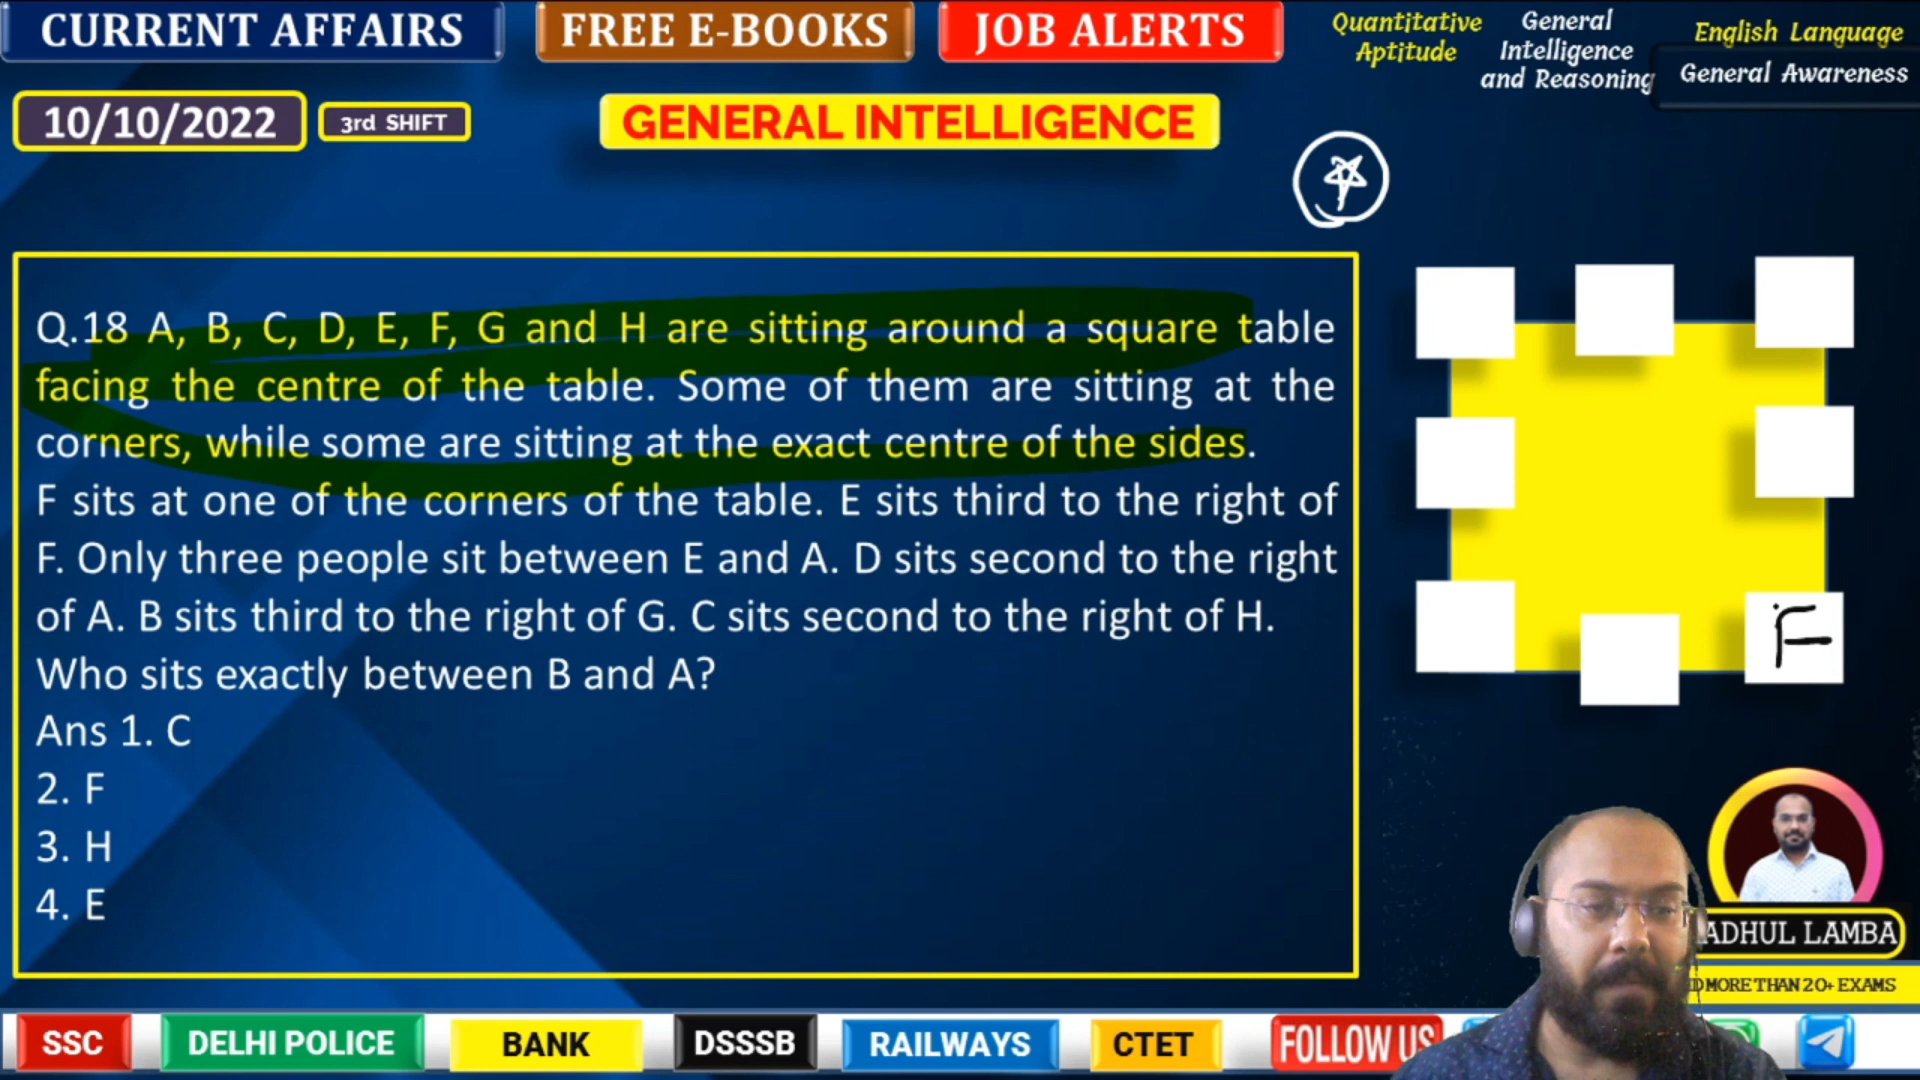 CURRENT AFFAIRS
FREE E-BOOKS
JOB ALERTS
Quantitative
Aptitude
General
Intelligence
and Reasoning
English Language
General Awareness
10/10/2022
3rd SHIFT
GENERAL INTELLIGENCE
Q.18 A, B, C, D, E, F, G and H are sitting around a square table
facing the centre of the table. Some of them are sitting at the
corners, while some are sitting at the exact centre of the sides.
F sits at one of the corners of the table. E sits third to the right of
F. Only three people sit between E and A. D sits second to the right
of A. B sits third to the right of G. C sits second to the right of H.
Who sits exactly between B and A?
Ans 1. C
2. F
3. H
4. E
F
ADHUL LAMBA
D MORE THAN 20+ EXAMS
SSC
DELHI POLICE
BANK
DSSSB
RAILWAYS
CTET
FOLLOW US